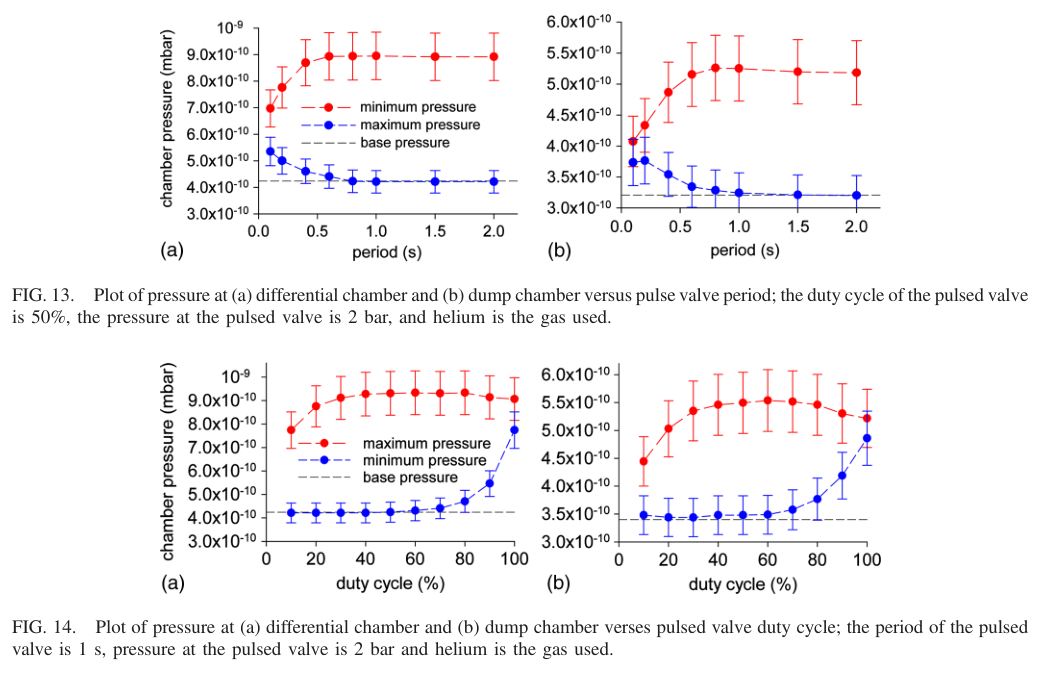 chamber pressure (mbar)
10-9
9.0x10-10
8.0x10-10
7.0x10-10
6.0x10-10
5.0x10-10
4.0x10-10
3.0x10-10
minimum pressure
maximum pressure
base pressure
0.0 0.5 1.0 1.5 2.0
period (s)
(a)
6.0x10-10
5.5x10-10
5.0x10-10
4.5x10-10
4.0x10-10
3.5x10-10
3.0x10-10
0.0 0.5 1.0 1.5 2.0
period (s)
(b)
FIG. 13. Plot of pressure at (a) differential chamber and (b) dump chamber versus pulse valve period; the duty cycle of the pulsed valve
is 50%, the pressure at the pulsed valve is 2 bar, and helium is the gas used.
chamber pressure (mbar)
10-9
9.0x10-10
8.0x10-10
7.0x10-10
6.0x10-10
5.0x10-10
4.0x10-10
3.0x10-10
maximum pressure
minimum pressure
base pressure
0 20 40 60 80 100
duty cycle (%)
(a)
6.0x10-10
5.5x10-10
5.0x10-10
4.5x10-10
4.0x10-10
3.5x10-10
3.0x10-10
0 20 40 60 80 100
duty cycle (%)
(b)
FIG. 14. Plot of pressure at (a) differential chamber and (b) dump chamber verses pulsed valve duty cycle; the period of the pulsed
valve is 1 s, pressure at the pulsed valve is 2 bar and helium is the gas used.